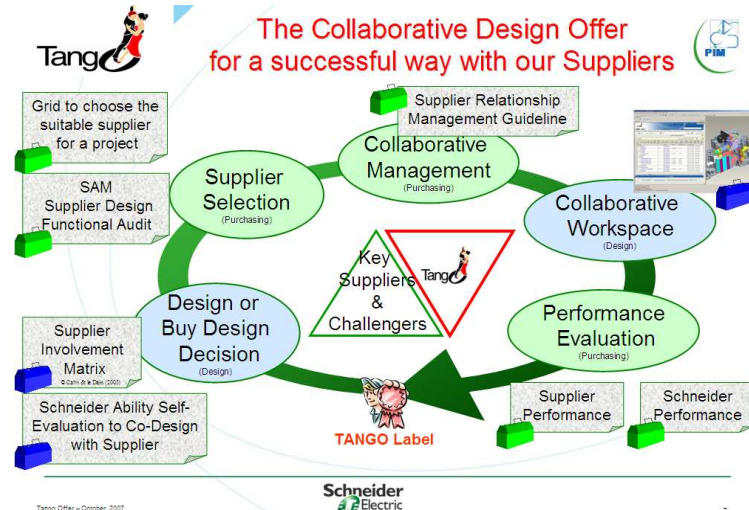 The Collaborative Design Offer
for a successful way with our Suppliers
Tango
PIM
Grid to choose the
suitable supplier
for a project
Supplier Relationship
Management Guideline
Collaborative
Management
(Purchasing)
Supplier
Selection
(Purchasing)
SAM
Supplier Design
Functional Audit
Collaborative
Workspace
(Design)
Key
Suppliers
&
Challengers
Tango
Design or
Buy Design
Decision
(Design)
Performance
Evaluation
(Purchasing)
Supplier
Involvement
Matrix
Schneider Ability Self-
Evaluation to Co-Design
with Supplier
TANGO Label
Supplier
Performance
Schneider
Performance
Schneider
Electric
Tango Offer – October, 2007